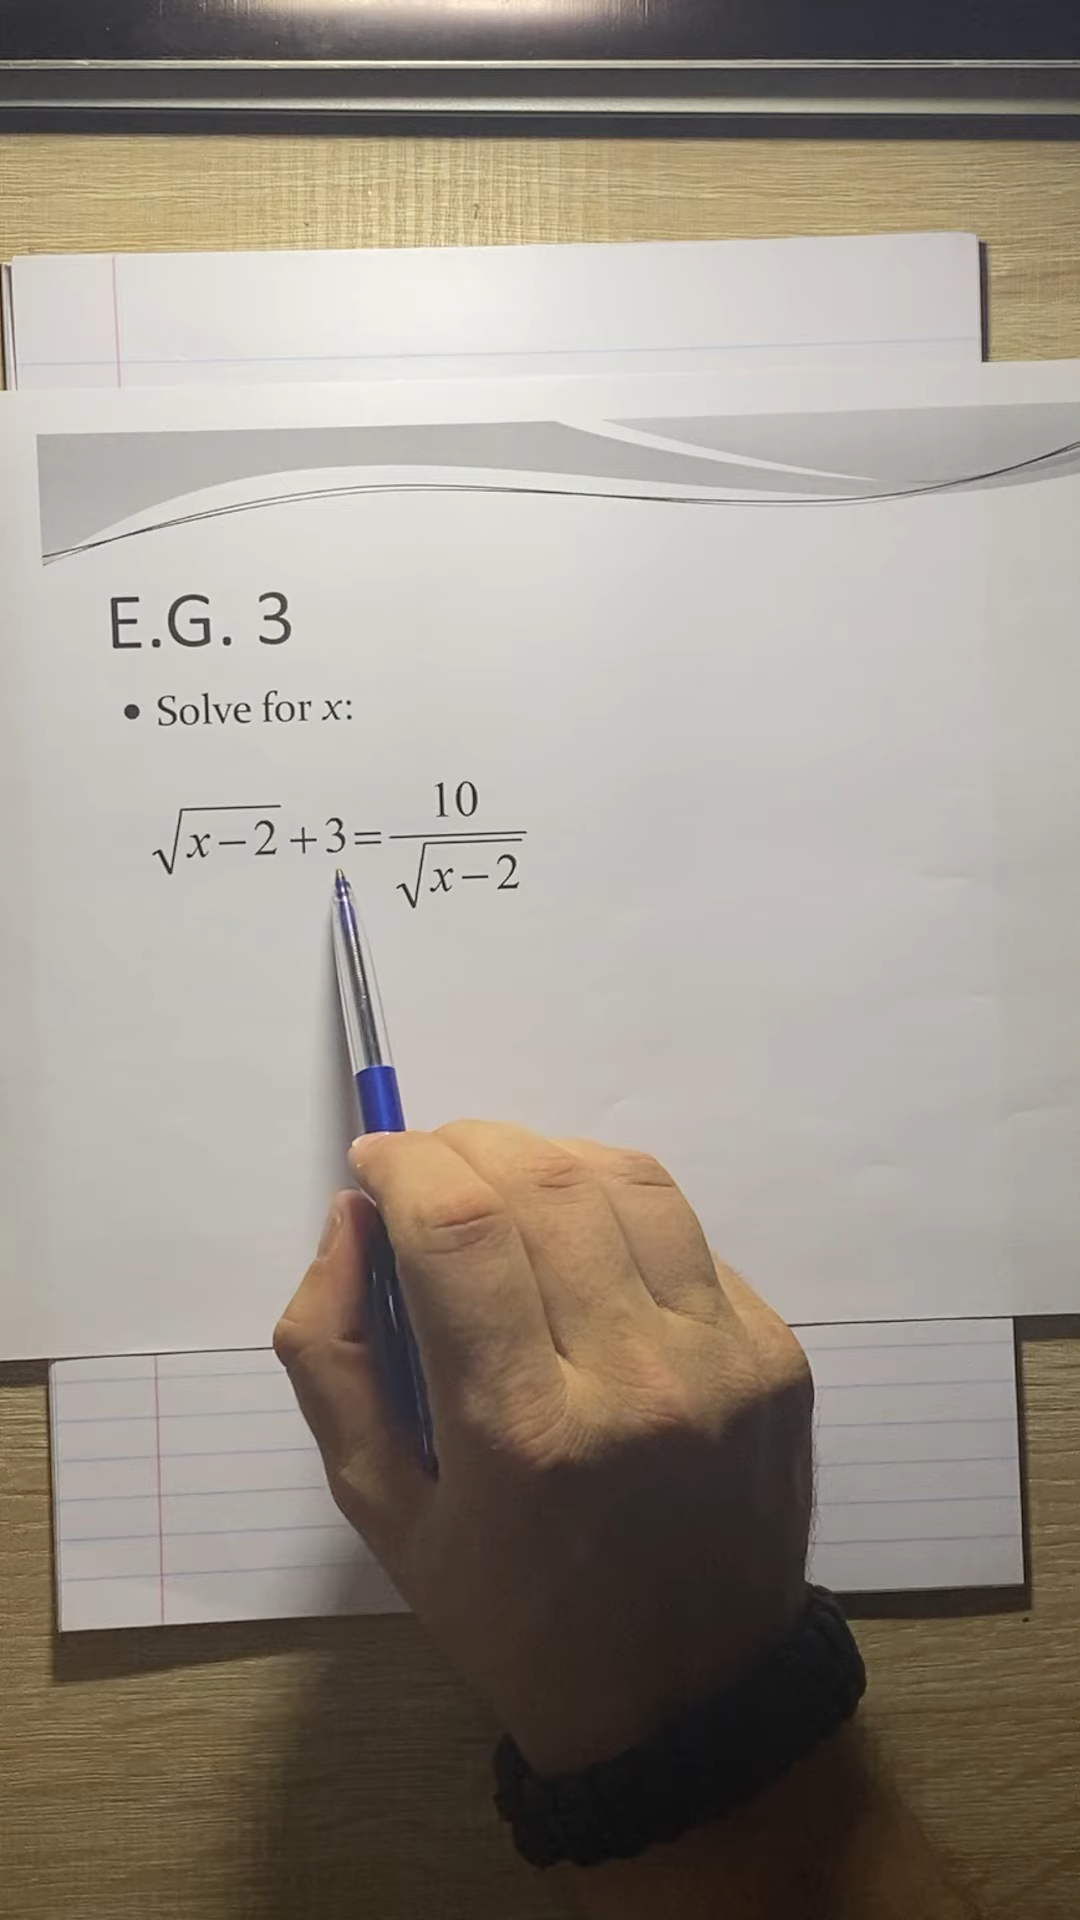 E.G. 3
• Solve for x:
√(x−2) + 3 = 10/√(x−2)